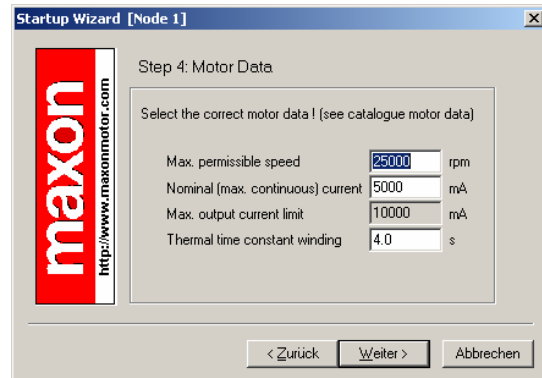 Startup Wizard [Node 1]
maxon
http://www.maxonmotor.com
Step 4: Motor Data
Select the correct motor data ! (see catalogue motor data)
Max. permissible speed 25000 rpm
Nominal (max. continuous) current 5000 mA
Max. output current limit 10000 mA
Thermal time constant winding 4.0 s
< Zurück Weiter > Abbrechen